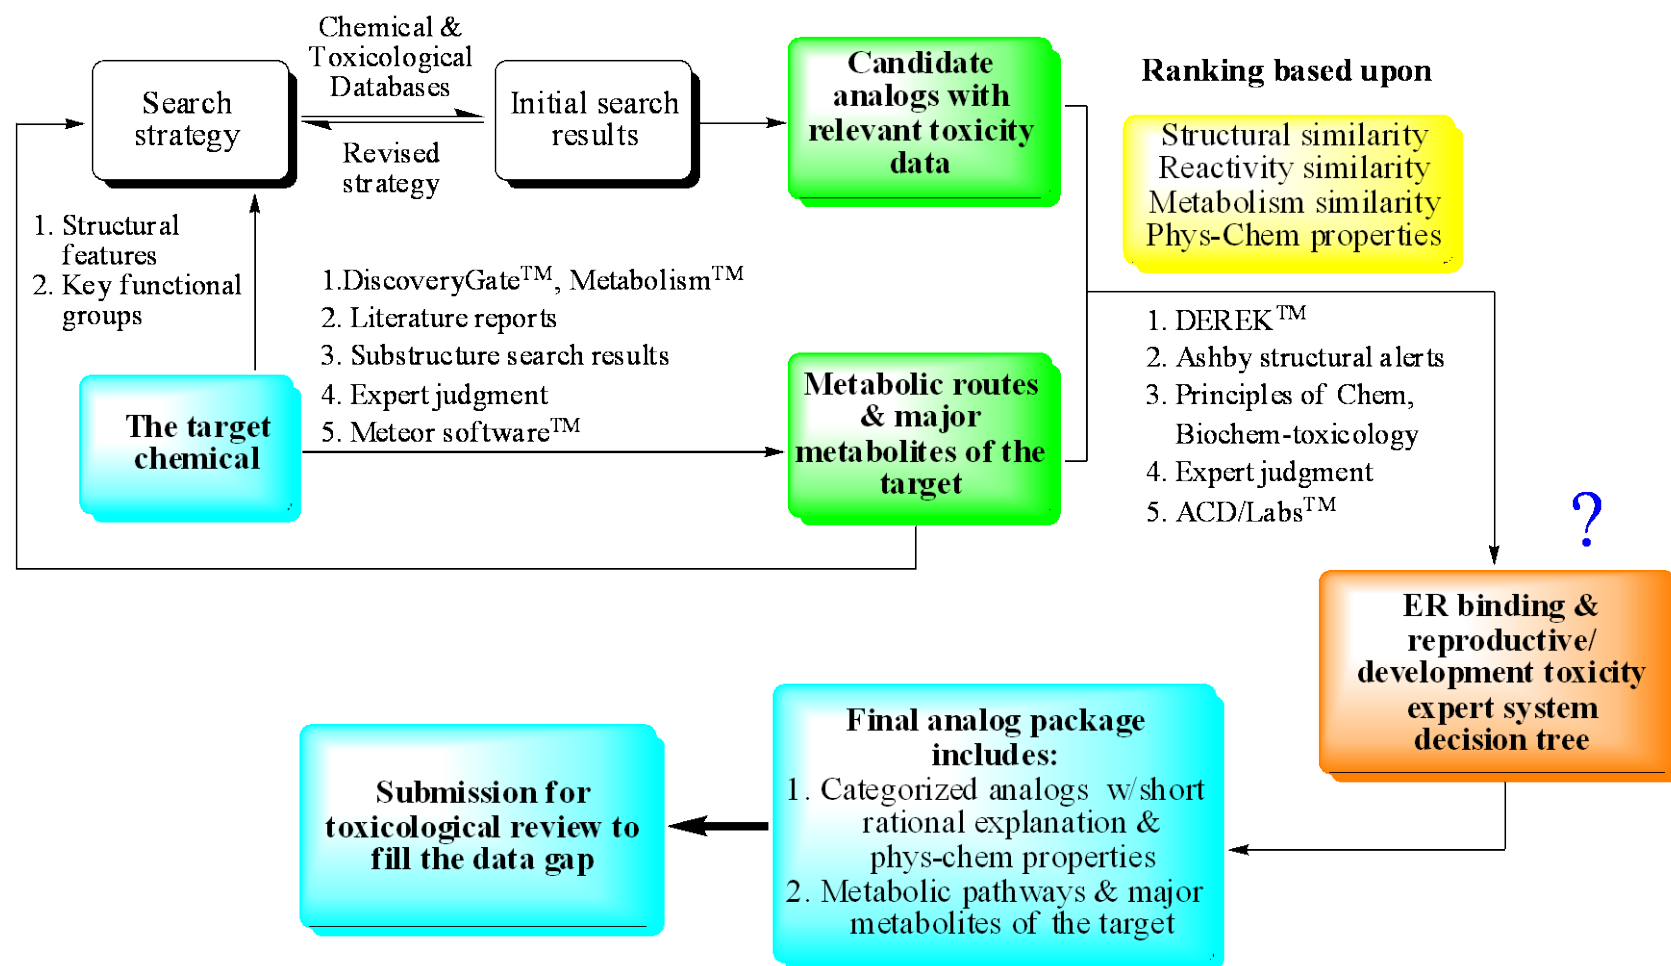 Chemical &
Toxicological
Databases
Search
strategy
Initial search
results
Revised
strategy
Candidate
analogs with
relevant toxicity
data
Ranking based upon
Structural similarity
Reactivity similarity
Metabolism similarity
Phys-Chem properties
1. Structural
features
2. Key functional
groups
1.DiscoveryGate™, Metabolism™
2. Literature reports
3. Substructure search results
4. Expert judgment
5. Meteor software™
The target
chemical
Metabolic routes
& major
metabolites of the
target
1. DEREK™
2. Ashby structural alerts
3. Principles of Chem,
Biochem-toxicology
4. Expert judgment
5. ACD/Labs™
?
ER binding &
reproductive/
development toxicity
expert system
decision tree
Final analog package
includes:
1. Categorized analogs w/short
rational explanation &
phys-chem properties
2. Metabolic pathways & major
metabolites of the target
Submission for
toxicological review to
fill the data gap